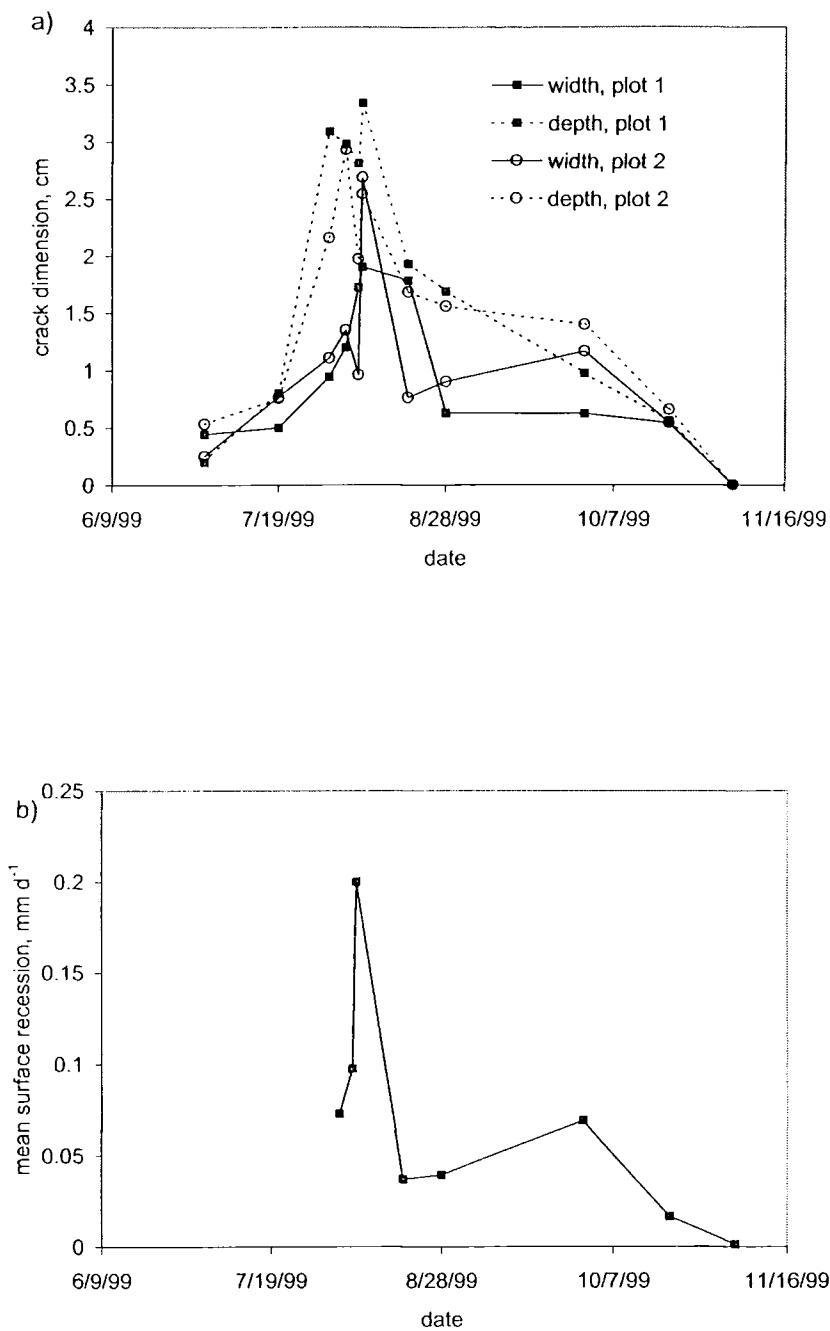 a)
4
3.5
3
2.5
2
1.5
1
0.5
0
crack dimension, cm
width, plot 1
depth, plot 1
width, plot 2
depth, plot 2
6/9/99 7/19/99 8/28/99 10/7/99 11/16/99
date
b)
0.25
0.2
0.15
0.1
0.05
0
mean surface recession, mm d⁻¹
6/9/99 7/19/99 8/28/99 10/7/99 11/16/99
date